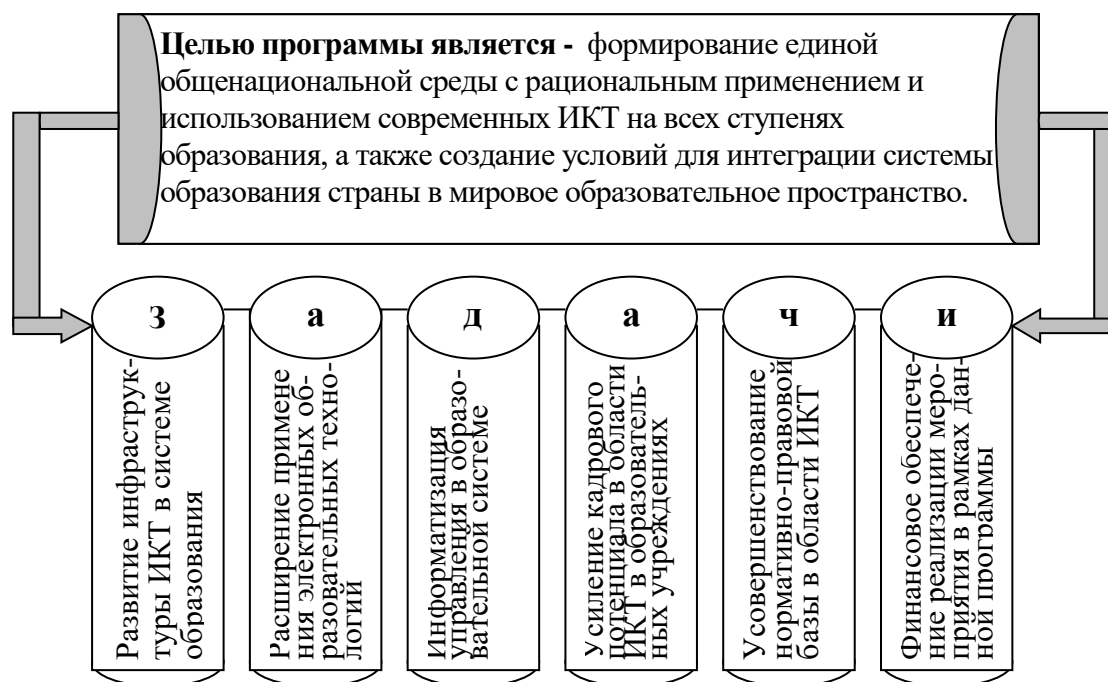 Целью программы является - формирование единой
общенациональной среды с рациональным применением и
использованием современных ИКТ на всех ступенях
образования, а также создание условий для интеграции системы
образования страны в мировое образовательное пространство.
З а д а ч и
Развитие инфраструк-
туры ИКТ в системе
образования
Расширение примене
ния электронных об-
разовательных техно-
логий
Информатизация
управления в образо-
вательной системе
Усиление кадрового
потенциала в области
ИКТ в образователь-
ных учреждениях
Усовершенствование
нормативно-правовой
базы в области ИКТ
Финансовое обеспече-
ние реализации меро-
приятия в рамках дан-
ной программы